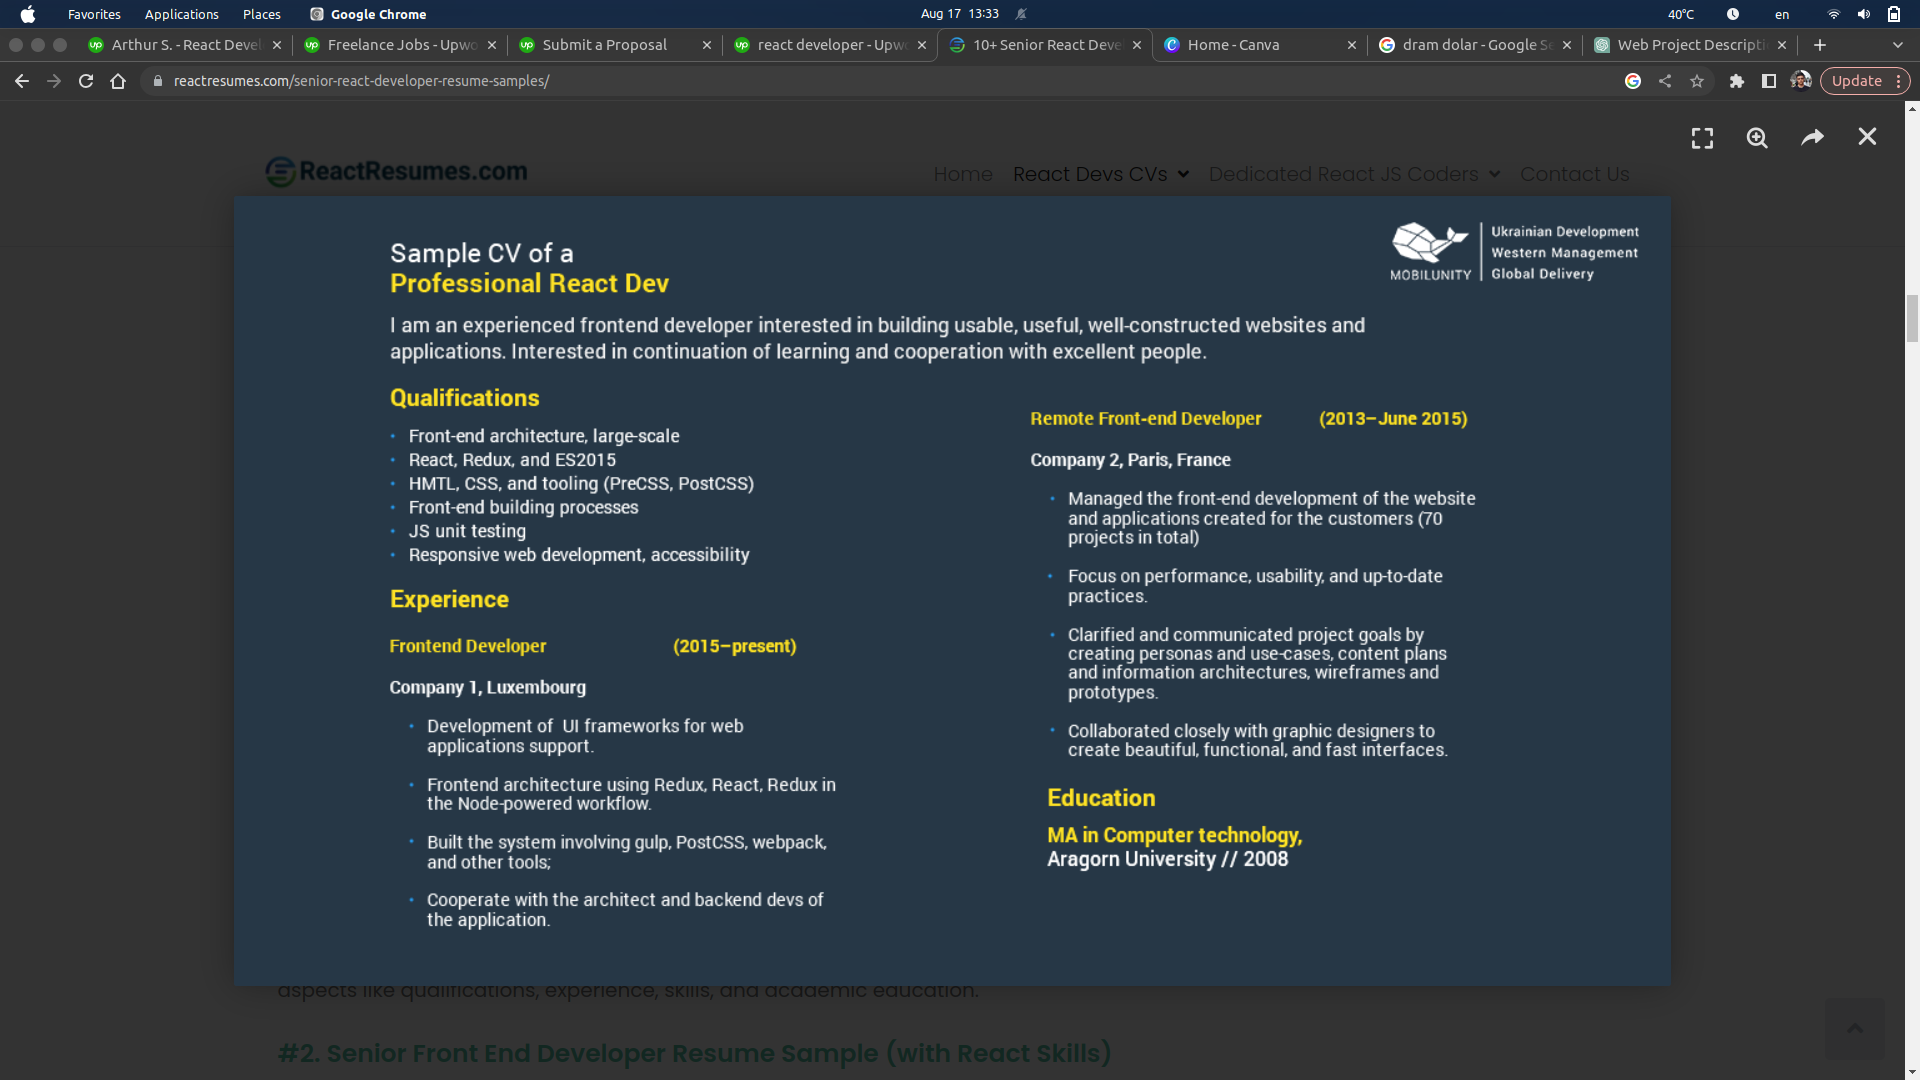 Favorites Applications Places Google Chrome Aug 17 13:33 40°C en
Arthur S. - React Devel Freelance Jobs - Upwo Submit a Proposal react developer - Upwo 10+ Senior React Deve Home - Canva dram dolar - Google Se Web Project Descripti
reactresumes.com/senior-react-developer-resume-samples/ Update
ReactResumes.com Home React Devs CVs Dedicated React JS Coders Contact Us
Sample CV of a
Professional React Dev
MOBILUNITY
Ukrainian Development
Western Management
Global Delivery
I am an experienced frontend developer interested in building usable, useful, well-constructed websites and
applications. Interested in continuation of learning and cooperation with excellent people.
Qualifications
• Front-end architecture, large-scale
• React, Redux, and ES2015
• HMTL, CSS, and tooling (PreCSS, PostCSS)
• Front-end building processes
• JS unit testing
• Responsive web development, accessibility
Experience
Frontend Developer (2015–present)
Company 1, Luxembourg
• Development of UI frameworks for web
applications support.
• Frontend architecture using Redux, React, Redux in
the Node-powered workflow.
• Built the system involving gulp, PostCSS, webpack,
and other tools;
• Cooperate with the architect and backend devs of
the application.
Remote Front-end Developer (2013–June 2015)
Company 2, Paris, France
• Managed the front-end development of the website
and applications created for the customers (70
projects in total)
• Focus on performance, usability, and up-to-date
practices.
• Clarified and communicated project goals by
creating personas and use-cases, content plans
and information architectures, wireframes and
prototypes.
• Collaborated closely with graphic designers to
create beautiful, functional, and fast interfaces.
Education
MA in Computer technology,
Aragorn University // 2008
aspects like qualifications, experience, skills, and academic education.
#2. Senior Front End Developer Resume Sample (with React Skills)